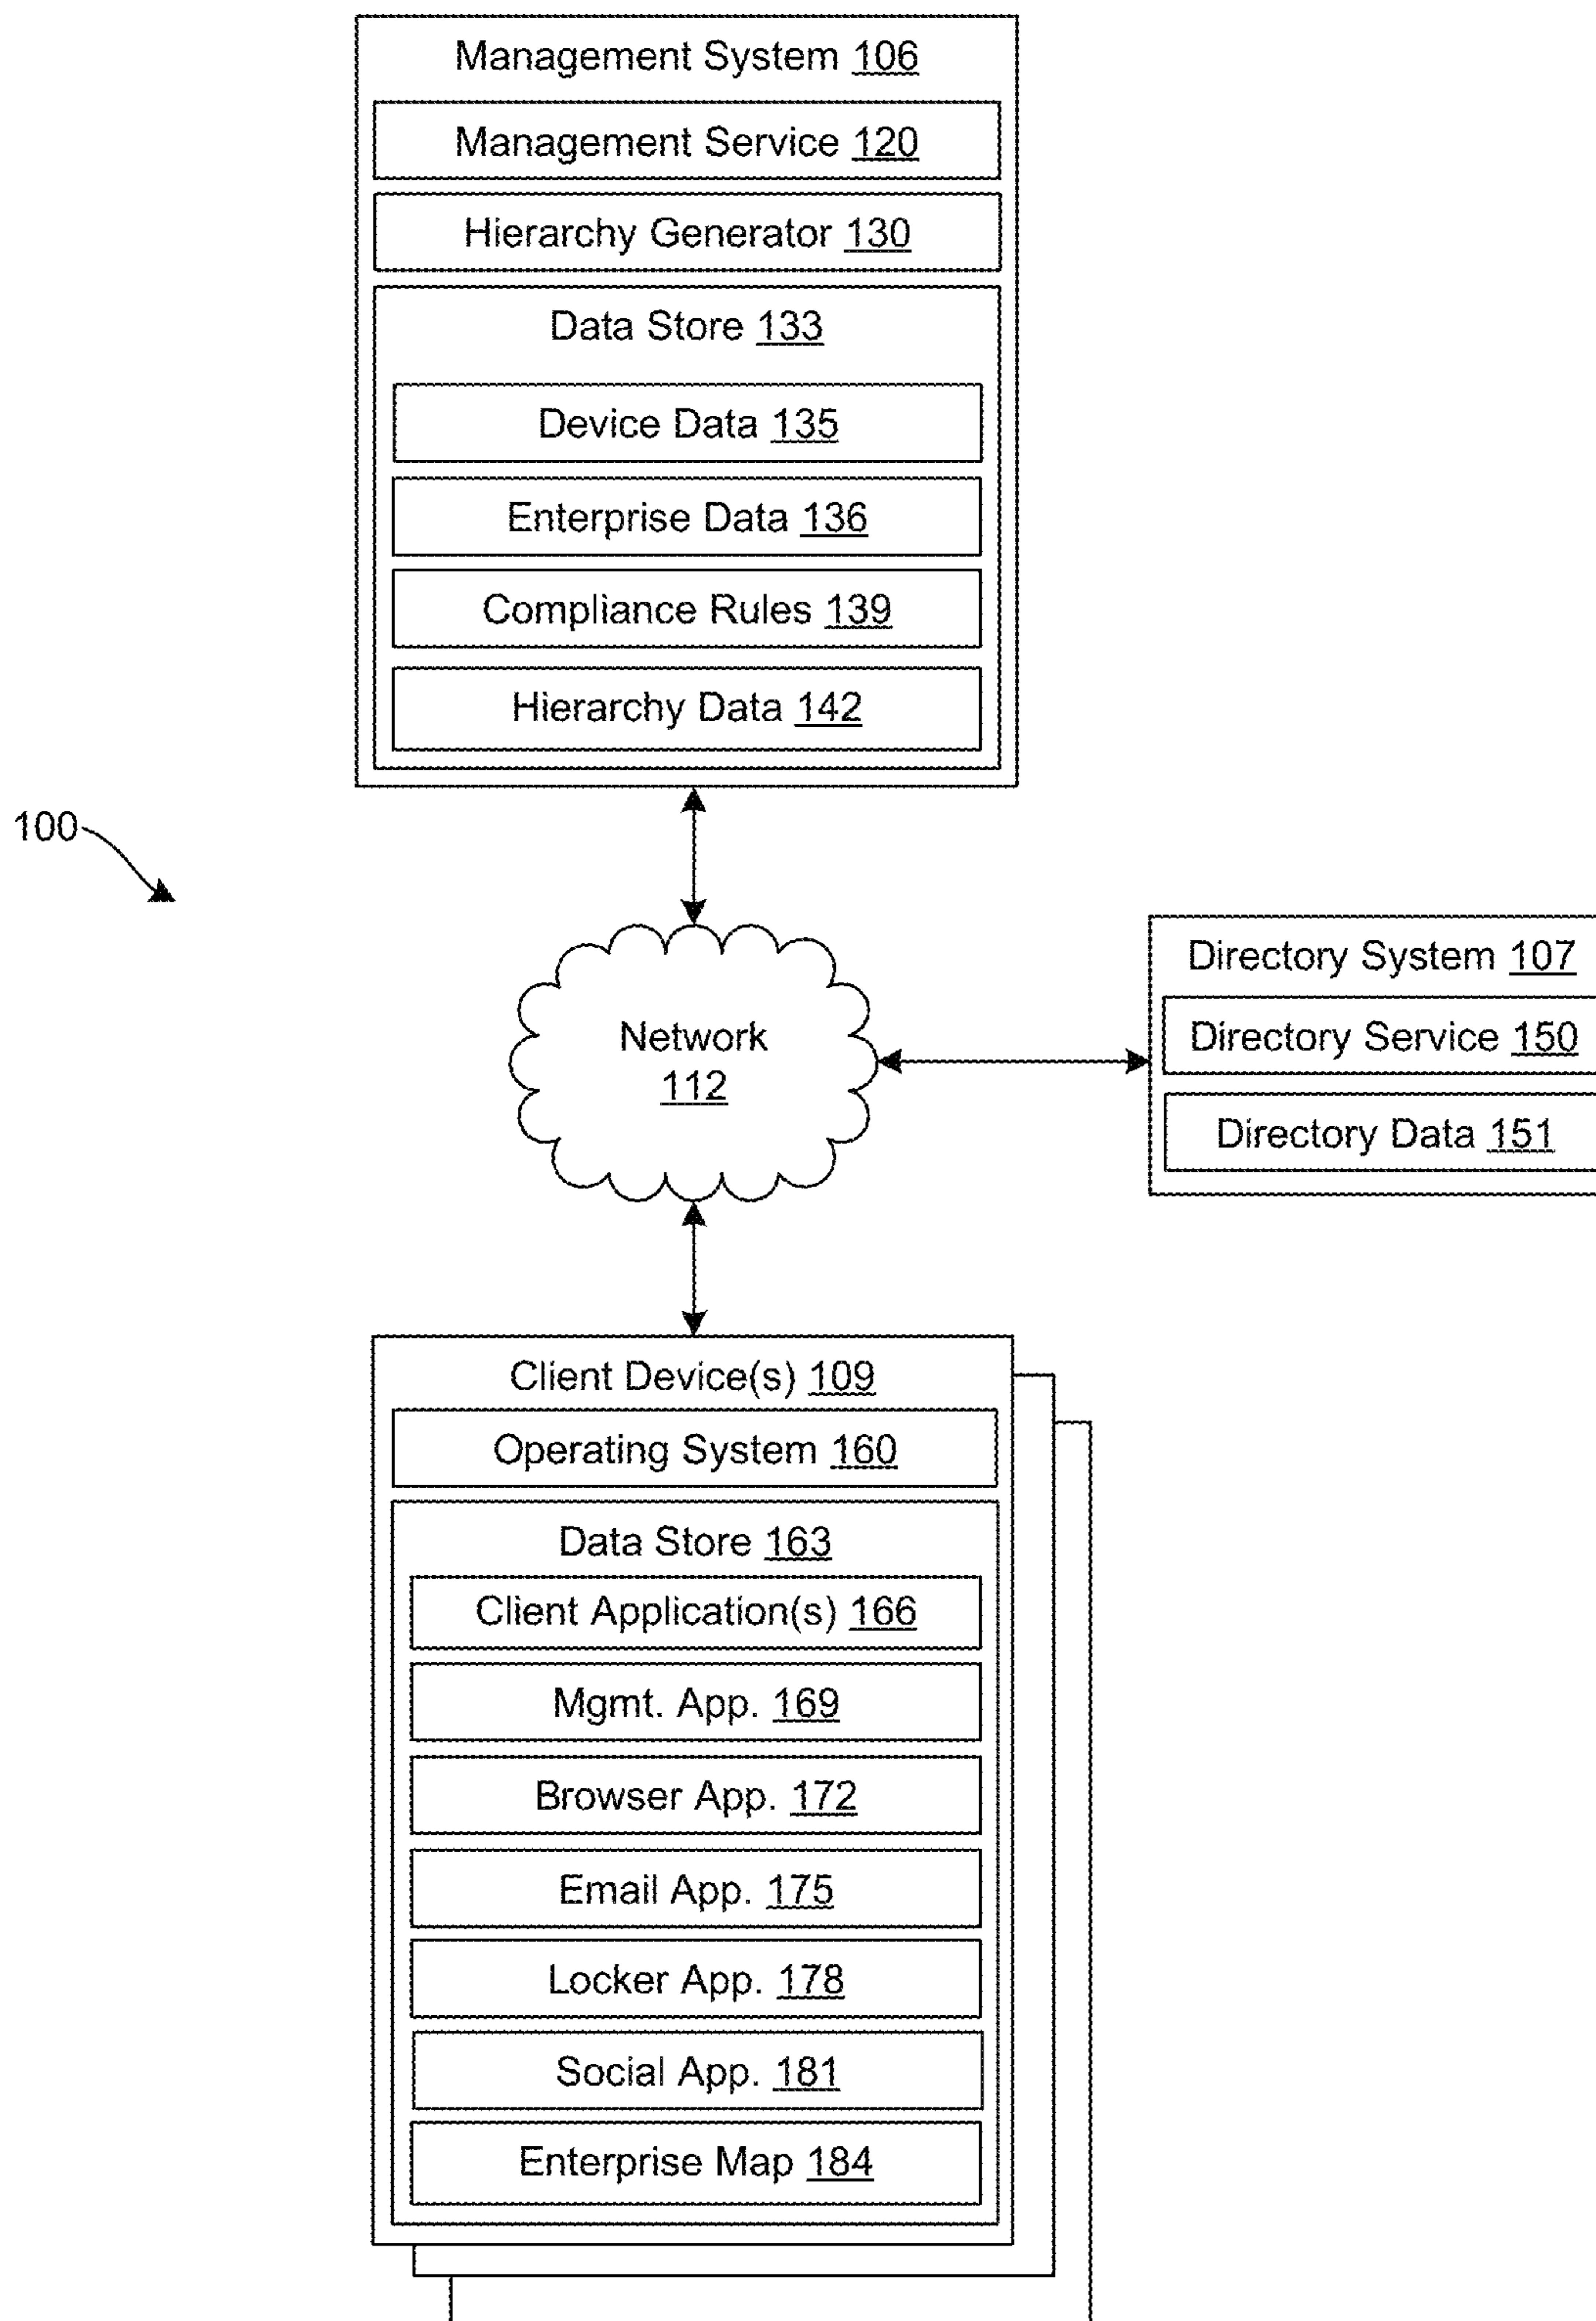 Management System 106
Management Service 120
Hierarchy Generator 130
Data Store 133
Device Data 135
Enterprise Data 136
Compliance Rules 139
Hierarchy Data 142
100
Network
112
Directory System 107
Directory Service 150
Directory Data 151
Client Device(s) 109
Operating System 160
Data Store 163
Client Application(s) 166
Mgmt. App. 169
Browser App. 172
Email App. 175
Locker App. 178
Social App. 181
Enterprise Map 184